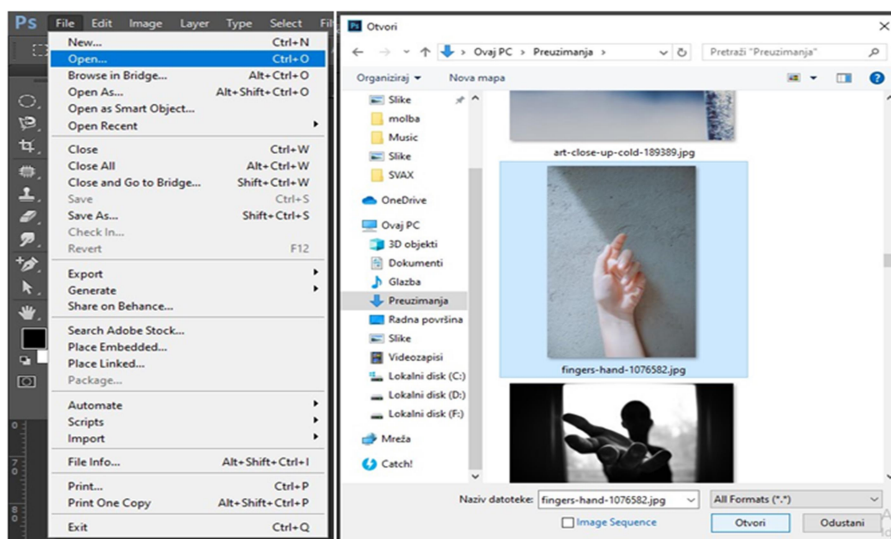 Ps File Edit Image Layer Type Select
New... Ctrl+N
Open... Ctrl+O
Browse in Bridge... Alt+Ctrl+O
Open As... Alt+Shift+Ctrl+O
Open as Smart Object...
Open Recent
Close Ctrl+W
Close All Alt+Ctrl+W
Close and Go to Bridge... Shift+Ctrl+W
Save Ctrl+S
Save As... Shift+Ctrl+S
Check In...
Revert F12
Export
Generate
Share on Behance...
Search Adobe Stock...
Place Embedded...
Place Linked...
Package...
Automate
Scripts
Import
File Info... Alt+Shift+Ctrl+I
Print... Ctrl+P
Print One Copy Alt+Shift+Ctrl+P
Exit Ctrl+Q
0
70
80
Ps Otvori
Ovaj PC > Preuzimanja >
Pretraži "Preuzimanja"
Organiziraj Nova mapa
Slike
molba
Music
Slike
SVAX
OneDrive
Ovaj PC
3D objekti
Dokumenti
Glazba
Preuzimanja
Radna površina
Slike
Videozapisi
Lokalni disk (C:)
Lokalni disk (D:)
Lokalni disk (F:)
Mreža
Catch!
art-close-up-cold-189389.jpg
fingers-hand-1076582.jpg
Naziv datoteke: fingers-hand-1076582.jpg All Formats (*.*)
Image Sequence
Otvori Odustani